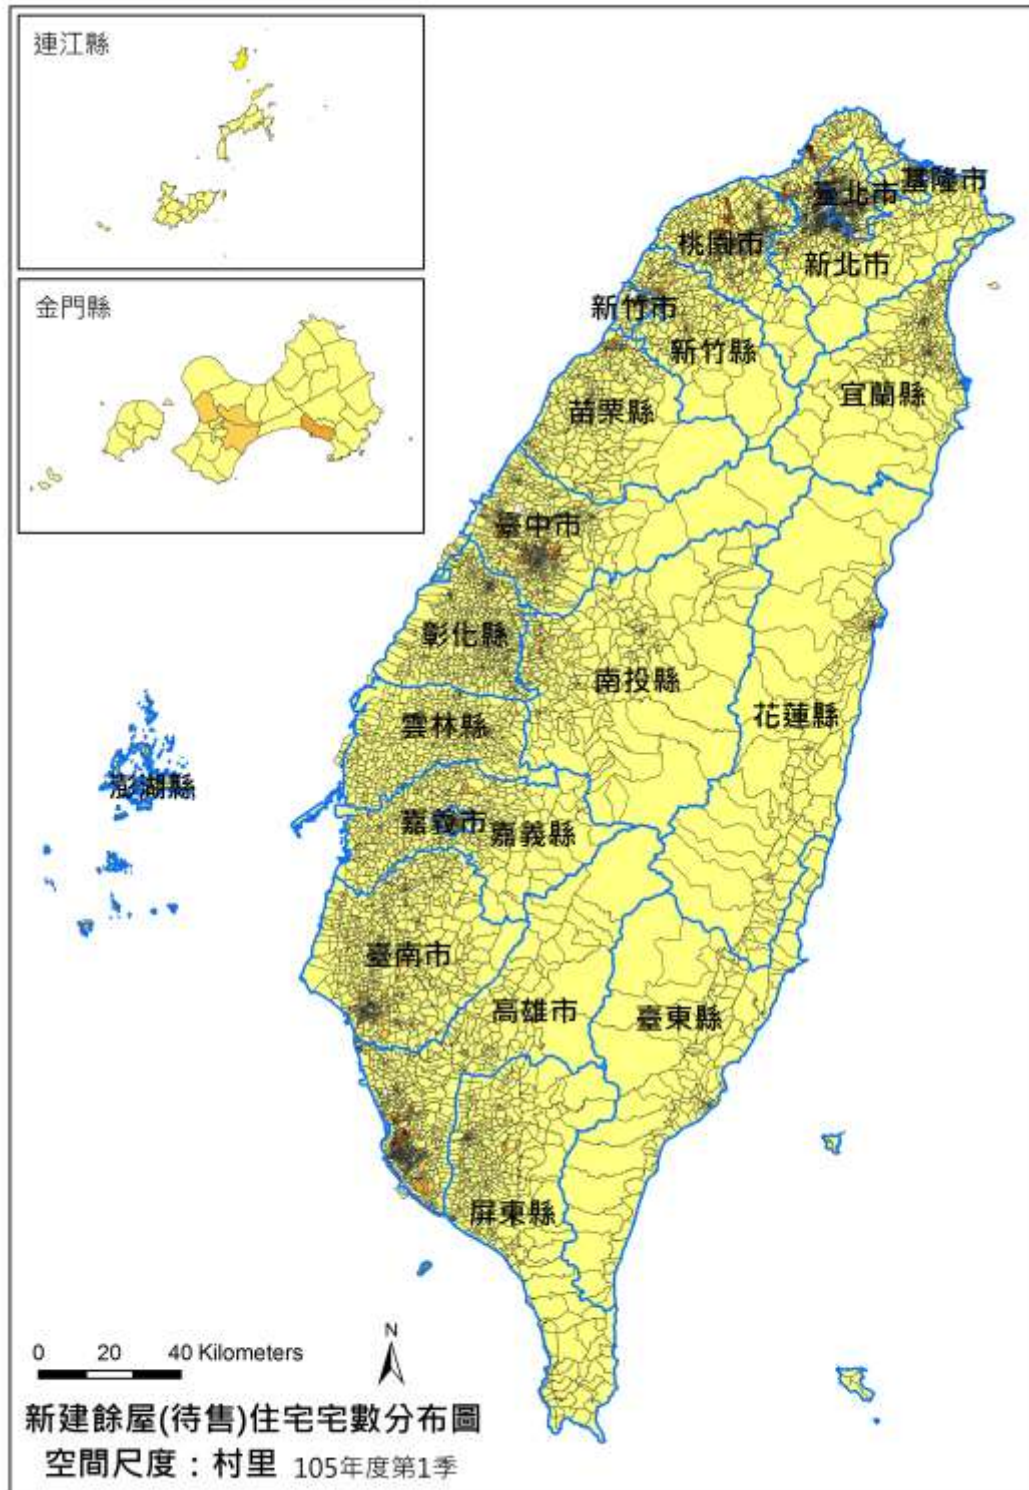 連江縣
金門縣
基隆市
臺北市
桃園市
新北市
新竹市
新竹縣
宜蘭縣
苗栗縣
臺中市
彰化縣
南投縣
花蓮縣
雲林縣
澎湖縣
嘉義市
嘉義縣
臺南市
高雄市
臺東縣
屏東縣
N
0 20 40 Kilometers
新建餘屋(待售)住宅宅數分布圖
空間尺度：村里 105年度第1季